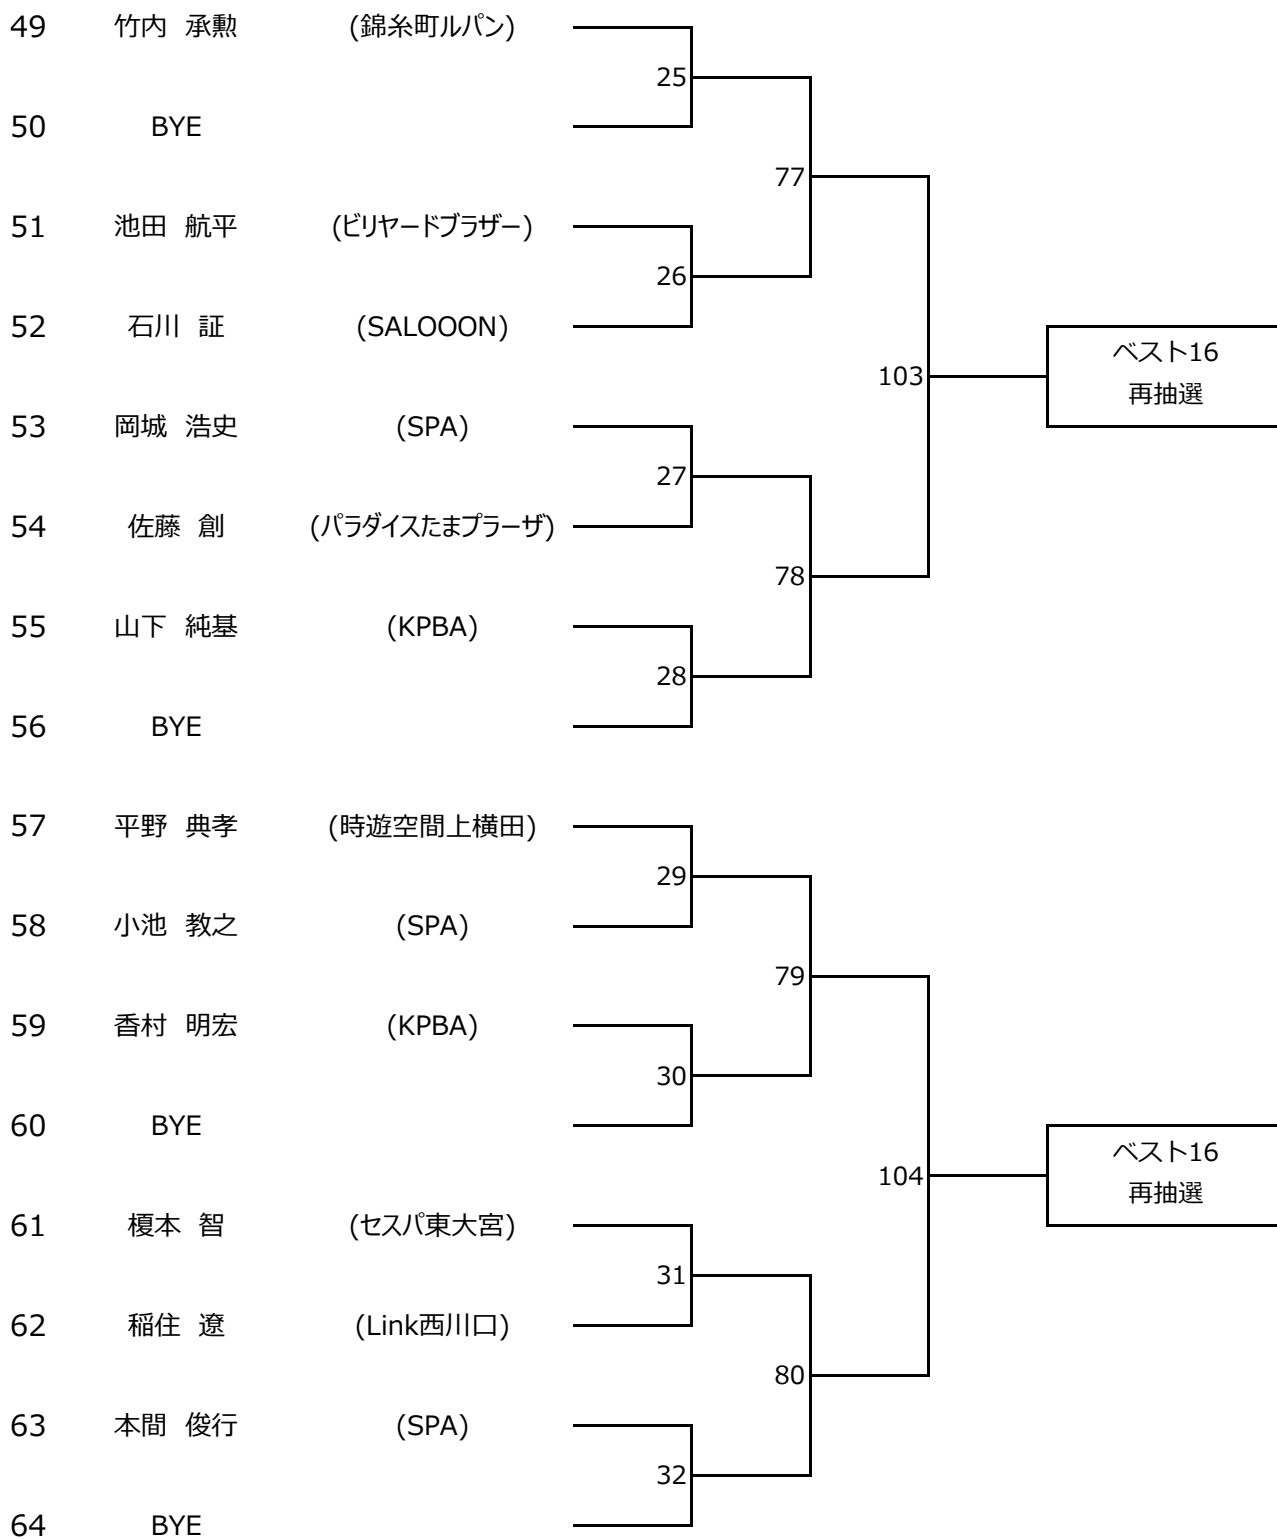 49 竹内 承勲 (錦糸町ルパン)
25
50 BYE
77
51 池田 航平 (ビリヤードブラザー)
26
52 石川 証 (SALOOON)
ベスト16
103
再抽選
53 岡城 浩史 (SPA)
27
54 佐藤 創 (パラダイスたまプラーザ)
78
55 山下 純基 (KPBA)
28
56 BYE
57 平野 典孝 (時遊空間上横田)
29
58 小池 教之 (SPA)
79
59 香村 明宏 (KPBA)
30
60 BYE
ベスト16
104
再抽選
61 榎本 智 (セスパ東大宮)
31
62 稲住 遼 (Link西川口)
80
63 本間 俊行 (SPA)
32
64 BYE